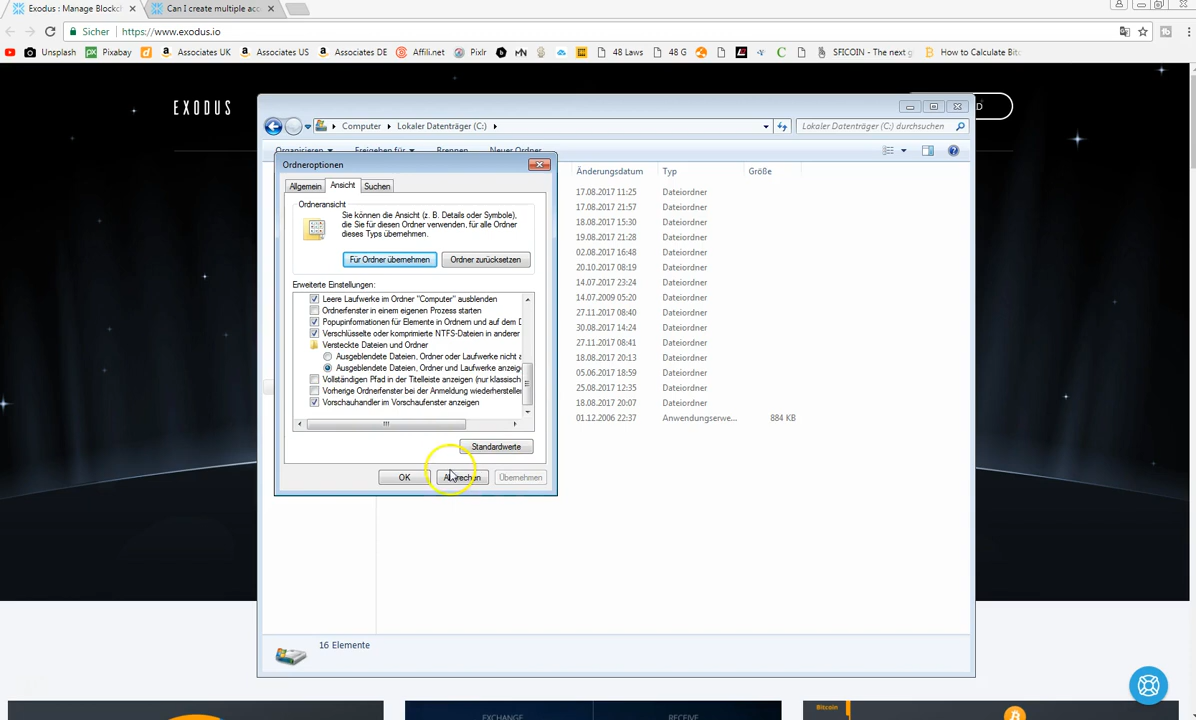 Exodus : Manage Blockch
Can I create multiple acc
Sicher
https://www.exodus.io
Unsplash
Pixabay
Associates UK
Associates US
Associates DE
Affili.net
Pixlr
48 Laws
48 G
SFICOIN - The next g
How to Calculate Bitc
EXODUS
D
Computer
Lokaler Datenträger (C:)
Lokaler Datenträger (C:) durchsuchen
Organisieren
Freigeben für
Brennen
Neuer Ordner
Änderungsdatum
Typ
Größe
17.08.2017 11:25 Dateiordner
17.08.2017 21:57 Dateiordner
18.08.2017 15:30 Dateiordner
19.08.2017 21:28 Dateiordner
02.08.2017 16:48 Dateiordner
20.10.2017 08:19 Dateiordner
14.07.2017 23:24 Dateiordner
14.07.2009 05:20 Dateiordner
27.11.2017 08:40 Dateiordner
30.08.2017 14:24 Dateiordner
27.11.2017 08:41 Dateiordner
18.08.2017 20:13 Dateiordner
05.06.2017 18:59 Dateiordner
25.08.2017 12:35 Dateiordner
18.08.2017 20:07 Dateiordner
01.12.2006 22:37 Anwendungserwe... 884 KB
Ordneroptionen
Allgemein
Ansicht
Suchen
Ordneransicht
Sie können die Ansicht (z. B. Details oder Symbole),
die Sie für diesen Ordner verwenden, für alle Ordner
dieses Typs übernehmen.
Für Ordner übernehmen
Ordner zurücksetzen
Erweiterte Einstellungen:
Leere Laufwerke im Ordner "Computer" ausblenden
Ordnerfenster in einem eigenen Prozess starten
Popupinformationen für Elemente in Ordnern und auf dem D
Verschlüsselte oder komprimierte NTFS-Dateien in anderer
Versteckte Dateien und Ordner
Ausgeblendete Dateien, Ordner oder Laufwerke nicht a
Ausgeblendete Dateien, Ordner und Laufwerke anzeig
Vollständigen Pfad in der Titelleiste anzeigen (nur klassisch
Vorherige Ordnerfenster bei der Anmeldung wiederherstelle
Vorschauhandler im Vorschaufenster anzeigen
Standardwerte
OK
Abbrechen
Übernehmen
16 Elemente
EXCHANGE
RECEIVE
Bitcoin